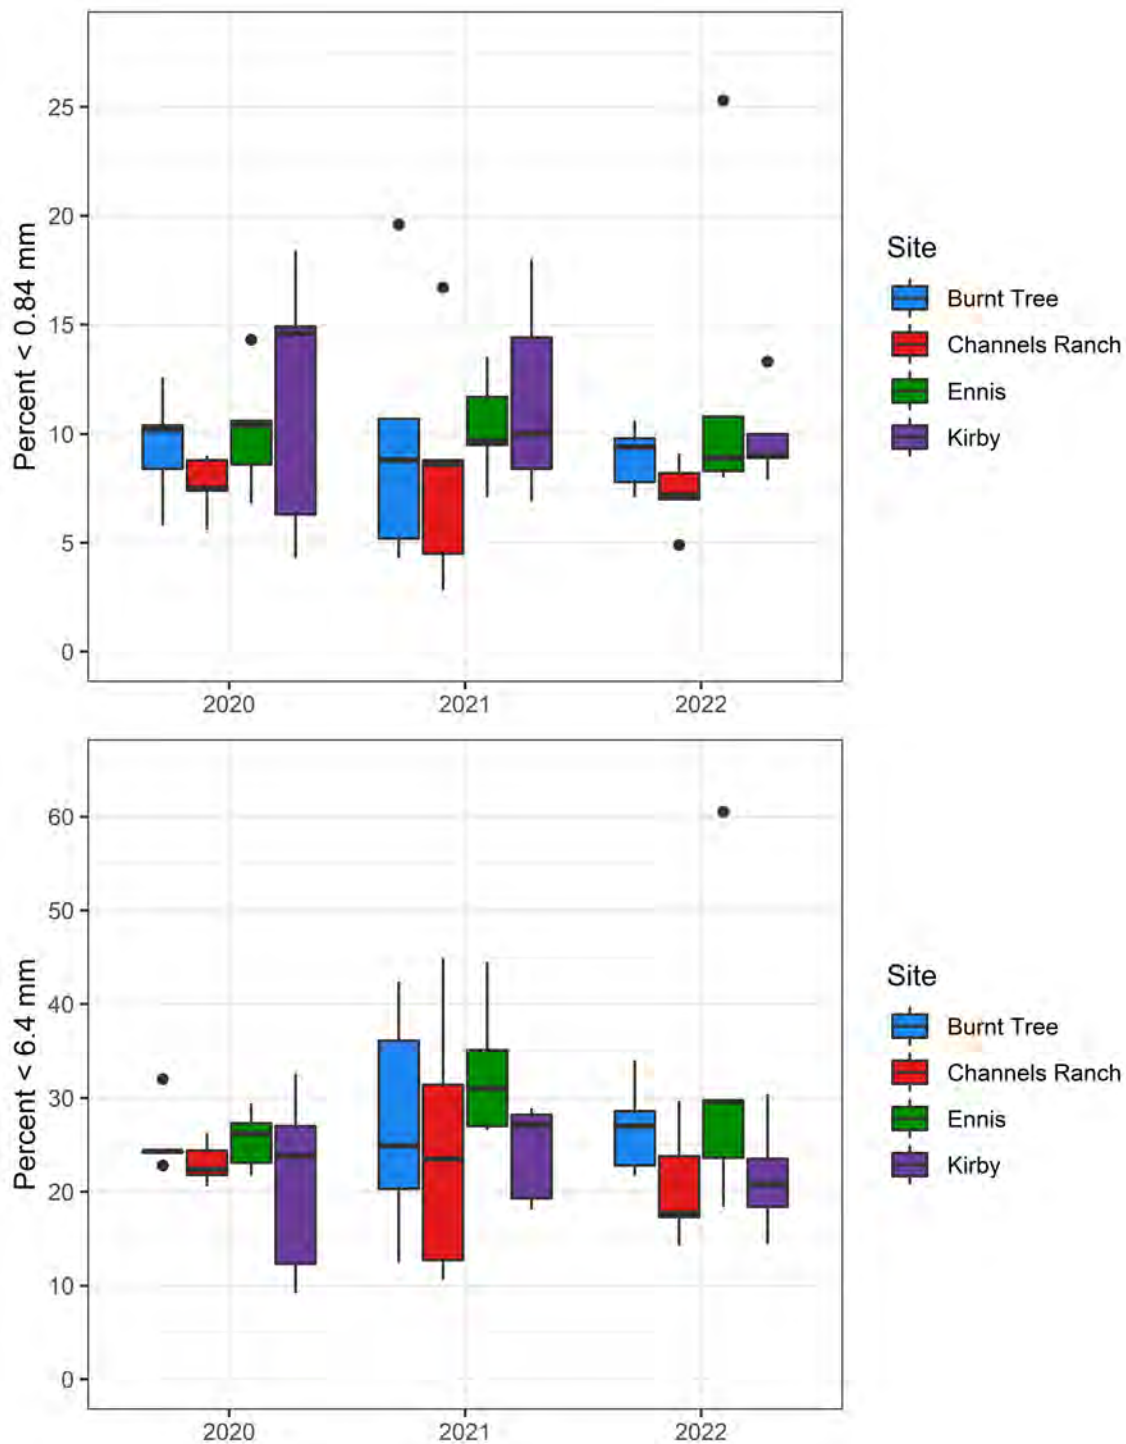 Percent < 0.84 mm
25
20
15
10
5
0
2020
2021
2022
Site
Burnt Tree
Channels Ranch
Ennis
Kirby
Percent < 6.4 mm
60
50
40
30
20
10
0
2020
2021
2022
Site
Burnt Tree
Channels Ranch
Ennis
Kirby